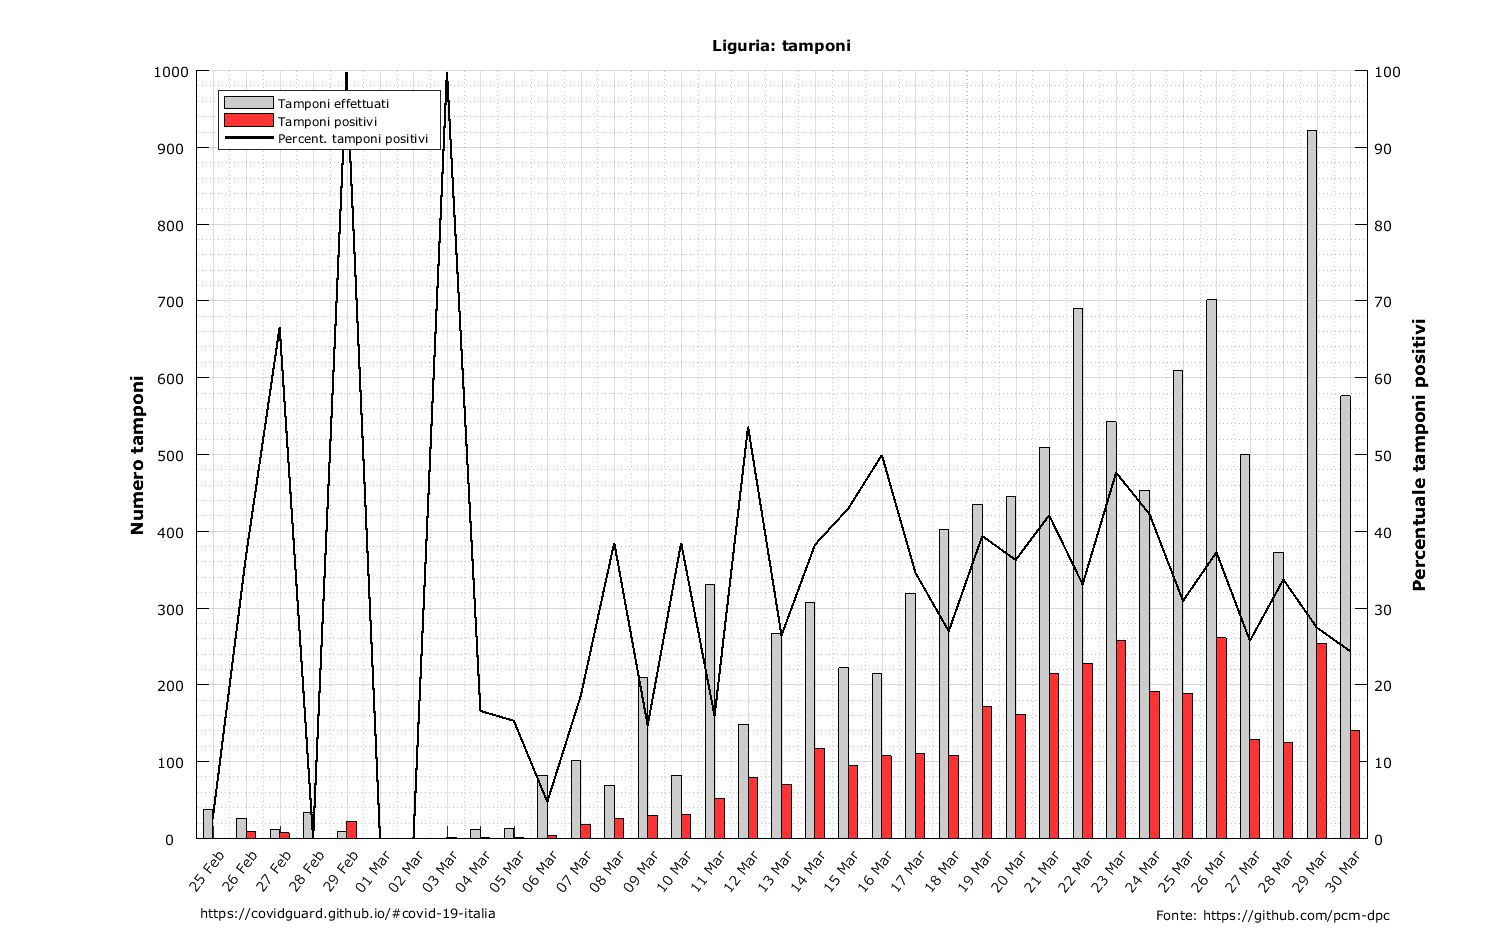 Liguria: tamponi
Tamponi effettuati
Tamponi positivi
Percent. tamponi positivi
Numero tamponi
1000
900
800
700
600
500
400
300
200
100
0
Percentuale tamponi positivi
100
90
80
70
60
50
40
30
20
10
0
25 Feb
26 Feb
27 Feb
28 Feb
29 Feb
01 Mar
02 Mar
03 Mar
04 Mar
05 Mar
06 Mar
07 Mar
08 Mar
09 Mar
10 Mar
11 Mar
12 Mar
13 Mar
14 Mar
15 Mar
16 Mar
17 Mar
18 Mar
19 Mar
20 Mar
21 Mar
22 Mar
23 Mar
24 Mar
25 Mar
26 Mar
27 Mar
28 Mar
29 Mar
30 Mar
https://covidguard.github.io/#covid-19-italia
Fonte: https://github.com/pcm-dpc